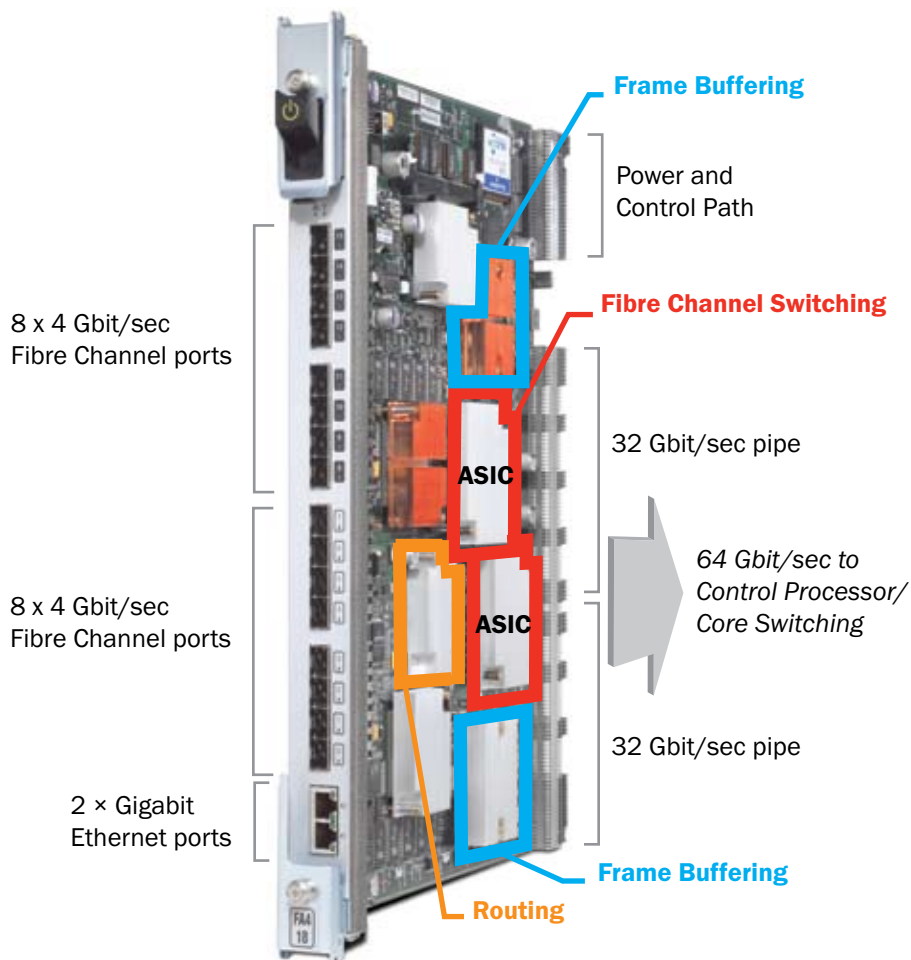 Frame Buffering
Power and
Control Path
Fibre Channel Switching
8 x 4 Gbit/sec
Fibre Channel ports
32 Gbit/sec pipe
ASIC
64 Gbit/sec to
Control Processor/
Core Switching
8 x 4 Gbit/sec
Fibre Channel ports
ASIC
32 Gbit/sec pipe
2 × Gigabit
Ethernet ports
Frame Buffering
Routing
FA4
18